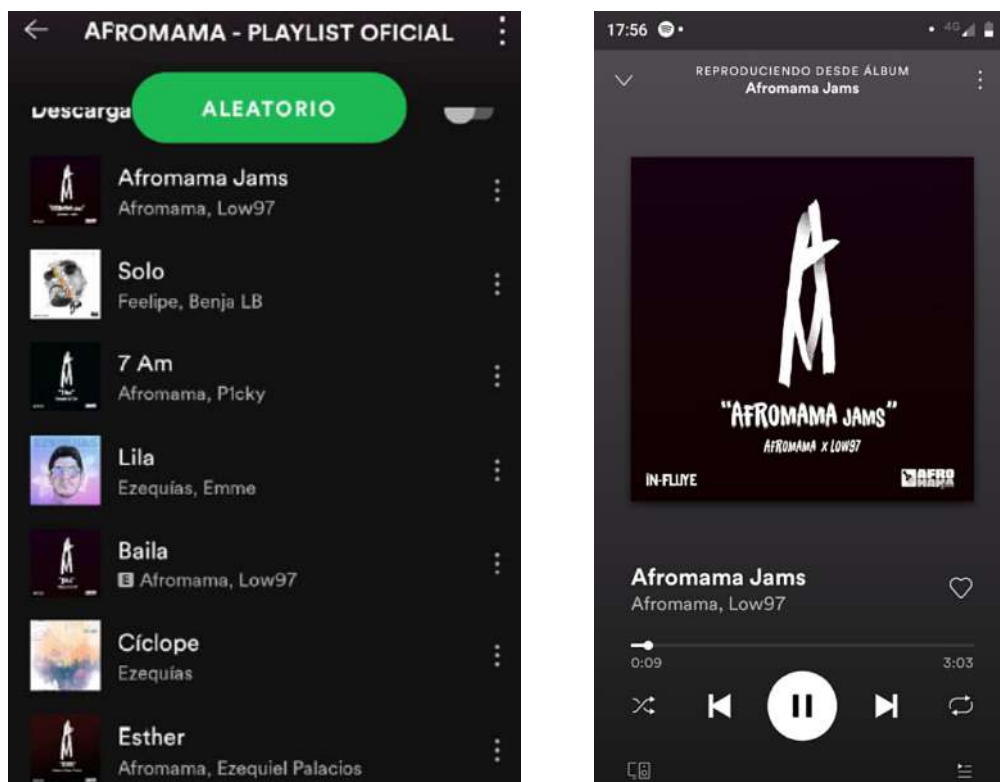 AFROMAMA - PLAYLIST OFICIAL
Descarga
ALEATORIO
Afromama Jams
Afromama, Low97
Solo
Feelipe, Benja LB
7 Am
Afromama, P1cky
Lila
Ezequías, Emme
Baila
E Afromama, Low97
Cíclope
Ezequías
Esther
Afromama, Ezequiel Palacios
17:56
4G
REPRODUCIENDO DESDE ÁLBUM
Afromama Jams
"AFROMAMA JAMS"
AFROMAMA X LOW97
IN-FLUYE
AFRO
MAMA
Afromama Jams
Afromama, Low97
0:09
3:03